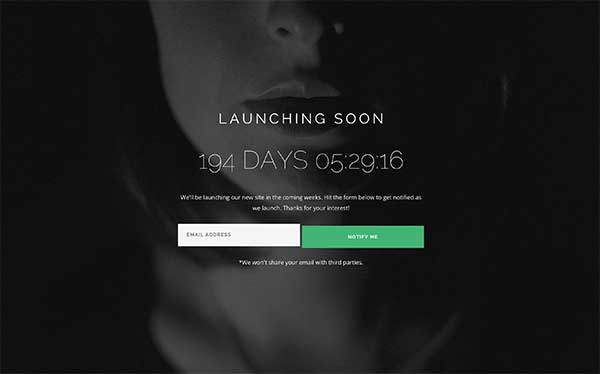 LAUNCHING SOON
194 DAYS 05:29:16
We'll be launching our new site in the coming weeks. Hit the form below to get notified as
we launch. Thanks for your interest!
EMAIL ADDRESS NOTIFY ME
*We won't share your email with third parties.